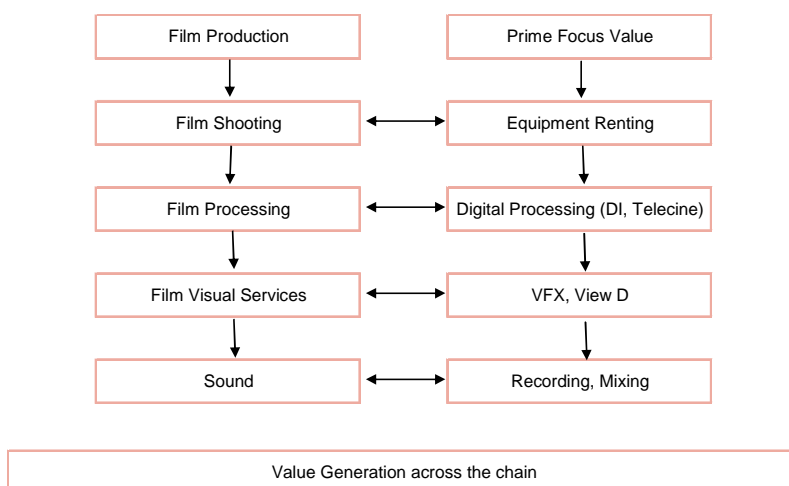 Film Production
Prime Focus Value
Film Shooting
Equipment Renting
Film Processing
Digital Processing (DI, Telecine)
Film Visual Services
VFX, View D
Sound
Recording, Mixing
Value Generation across the chain